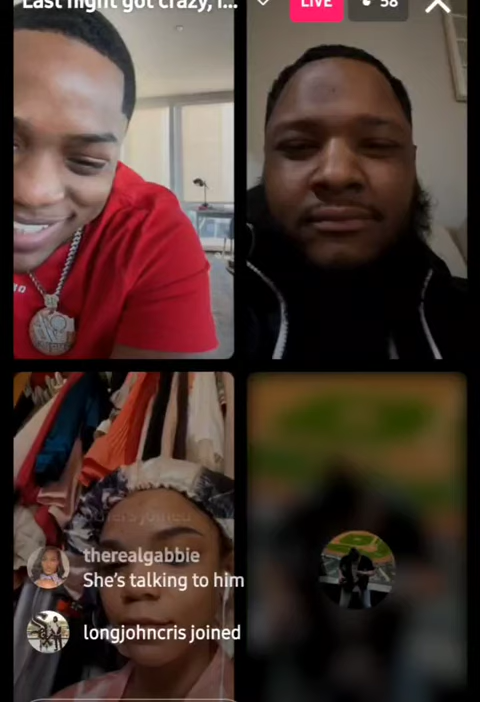 Last night got crazy, I...
LIVE
58
therealgabbie
She's talking to him
longjohncris joined